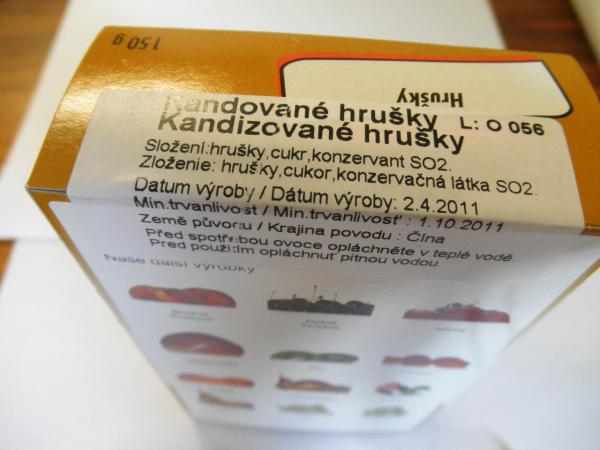 150 g
Hrušky
Kandované hrušky L: O 056
Kandizované hrušky
Složení:hrušky,cukr,konzervant SO2.
Zloženie: hrušky,cukor,konzervačná látka SO2.
Datum výroby / Dátum výroby: 2.4.2011
Min.trvanlivost / Min.trvanlivosť : 1.10.2011
Země původu / Krajina povodu : Čína
Před spotřebou ovoce opláchněte v teplé vodě.
Pred použitím opláchnuť pitnou vodou.
Naše další výrobky